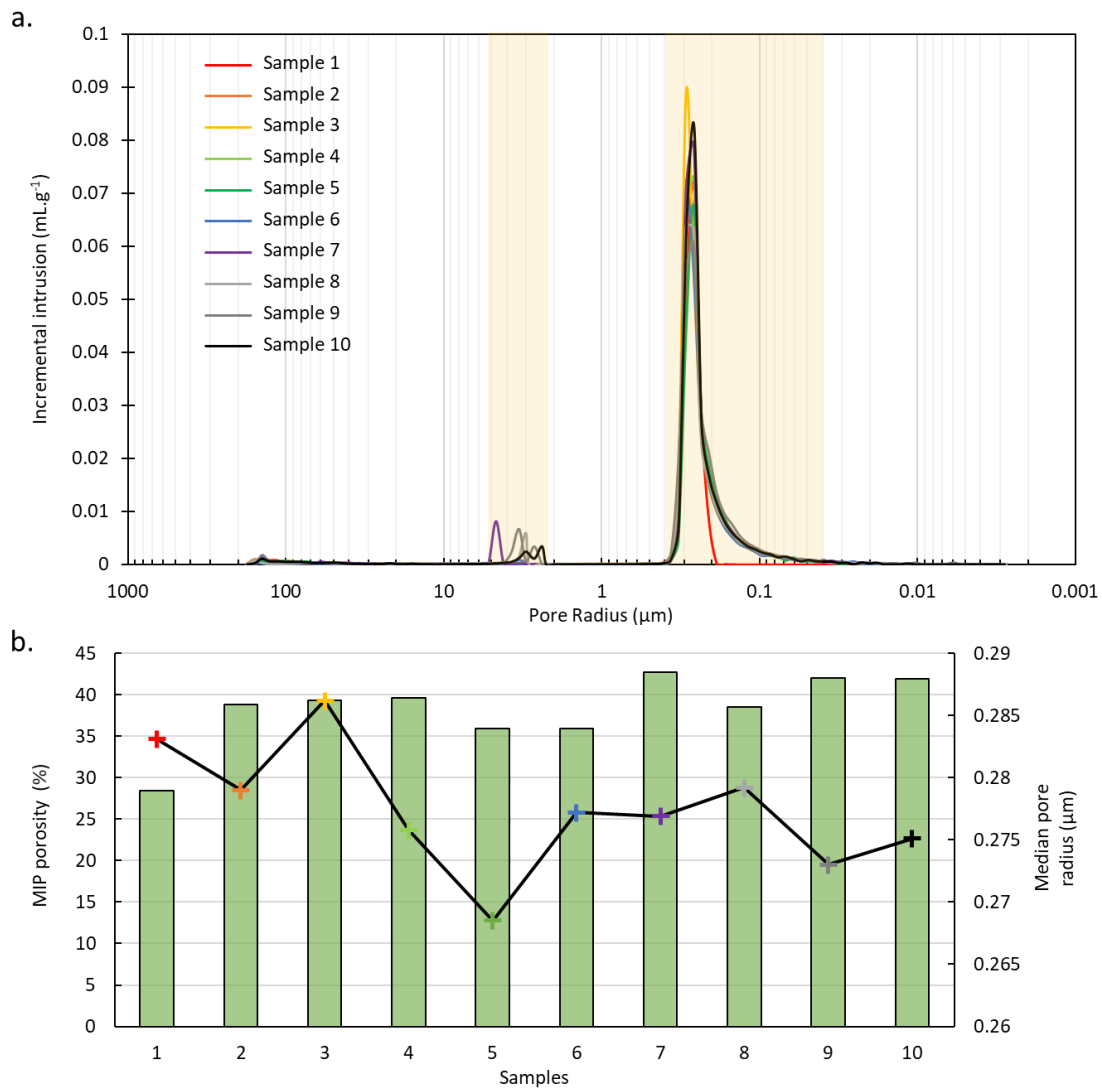 a.
0.1
0.09
0.08
0.07
0.06
0.05
0.04
0.03
0.02
0.01
0
Incremental intrusion (mL.g-1)
Sample 1
Sample 2
Sample 3
Sample 4
Sample 5
Sample 6
Sample 7
Sample 8
Sample 9
Sample 10
1000 100 10 1 0.1 0.01 0.001
Pore Radius (µm)
b.
45
40
35
30
25
20
15
10
5
0
MIP porosity (%)
0.29
0.285
0.28
0.275
0.27
0.265
0.26
Median pore
radius (µm)
1 2 3 4 5 6 7 8 9 10
Samples